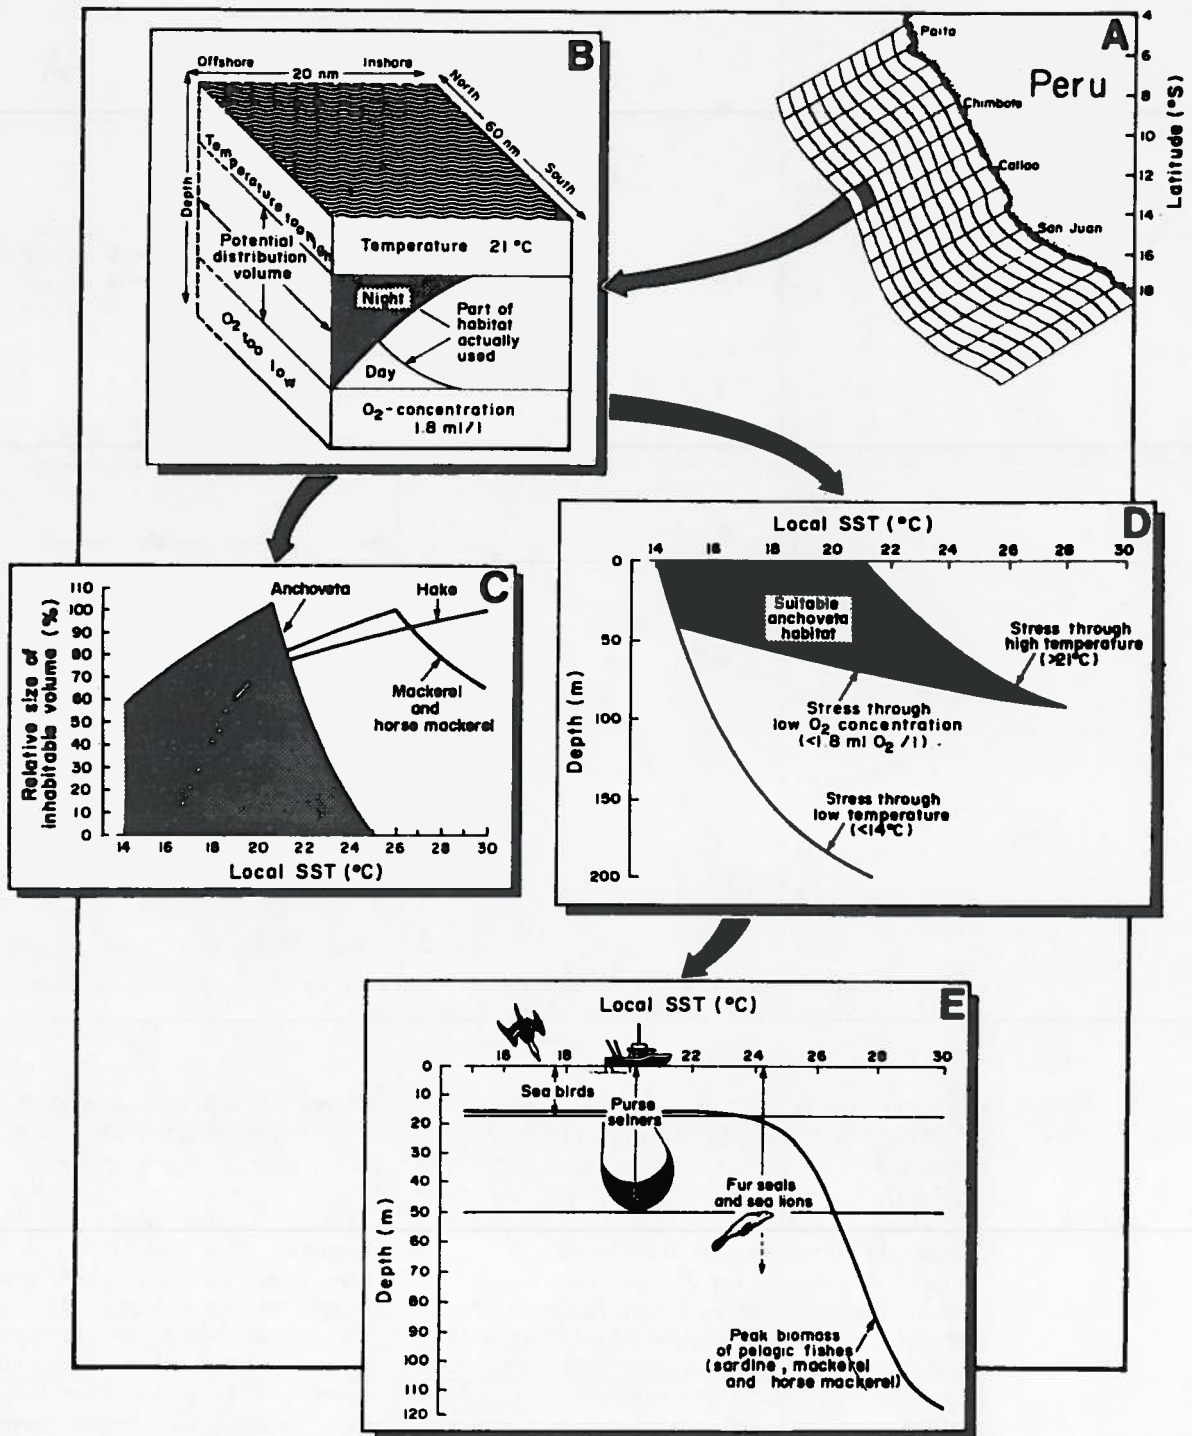 A
Paita
Peru
Chimbote
Callao
San Juan
4
6
8
10
12
14
16
18
Latitude (°S)
B
Offshore
20 nm
Inshore
North
60 nm
South
Depth
Temperature too high
Potential
distribution
volume
O2 too low
Temperature 21 °C
Night
Part of
habitat
actually
used
Day
O2-concentration
1.8 ml/l
C
Anchoveta
Hake
Mackerel
and
horse mackerel
Relative size of
inhabitable volume (%)
110
100
90
80
70
60
50
40
30
20
10
0
14 16 18 20 22 24 26 28 30
Local SST (°C)
D
Local SST (°C)
14 16 18 20 22 24 26 28 30
Depth (m)
0
50
100
150
200
Suitable
anchoveta
habitat
Stress through
high temperature
(>21°C)
Stress through
low O2 concentration
(<1.8 ml O2 /l)
Stress through
low temperature
(<14°C)
E
Local SST (°C)
16 18 22 24 26 28 30
Depth (m)
0
10
20
30
40
50
60
70
80
90
100
110
120
Sea birds
Purse
seiners
Fur seals
and sea lions
Peak biomass
of pelagic fishes
(sardine, mackerel
and horse mackerel)